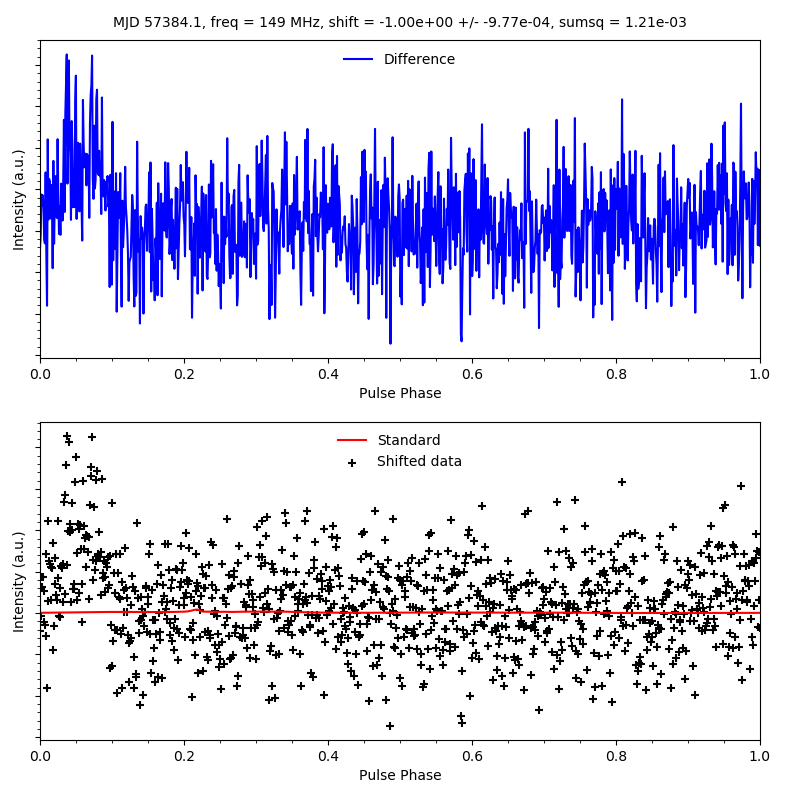 MJD 57384.1, freq = 149 MHz, shift = -1.00e+00 +/- -9.77e-04, sumsq = 1.21e-03
Difference
Intensity (a.u.)
0.0 0.2 0.4 0.6 0.8 1.0
Pulse Phase
Standard
Shifted data
Intensity (a.u.)
0.0 0.2 0.4 0.6 0.8 1.0
Pulse Phase